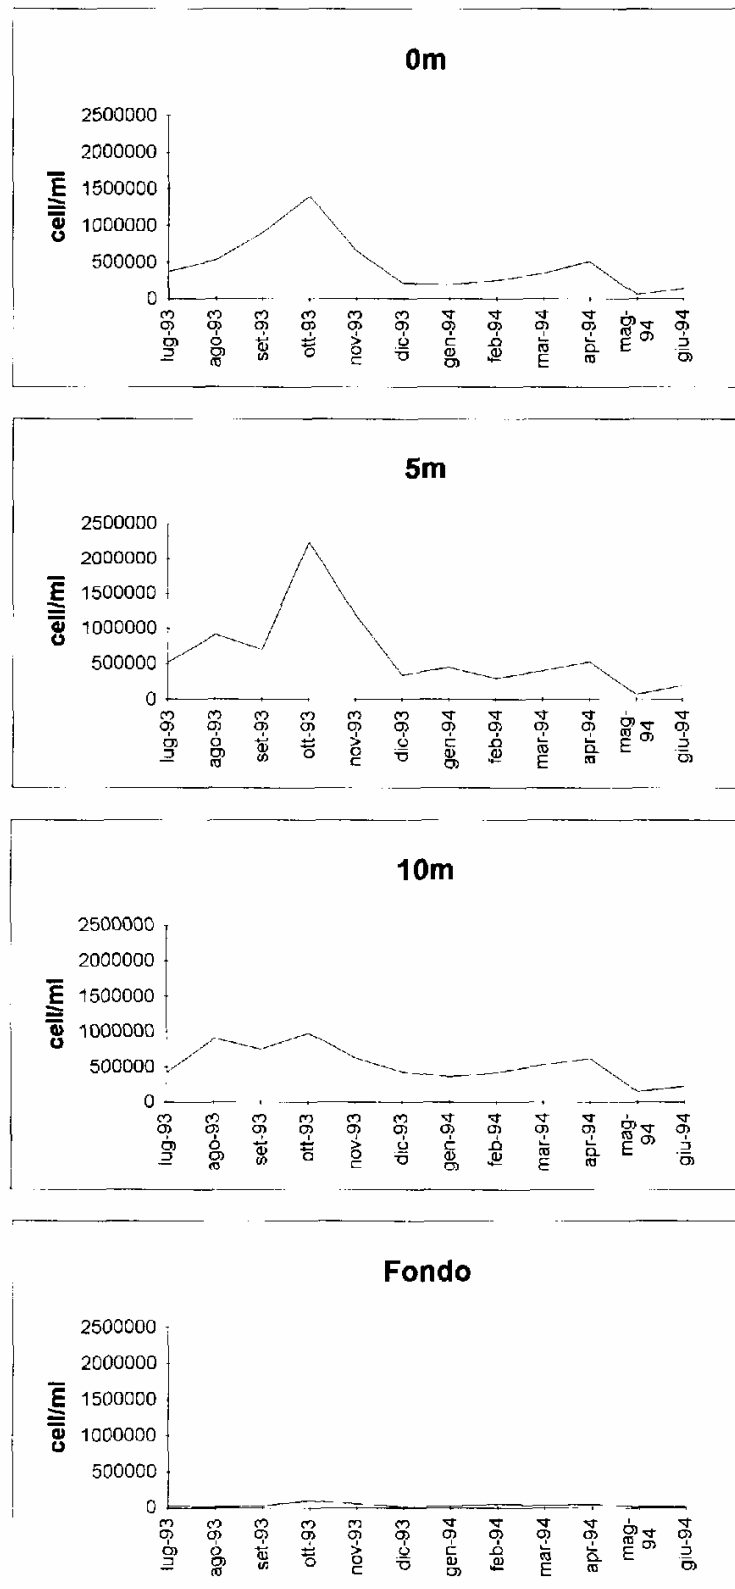 0m
cell/ml
2500000
2000000
1500000
1000000
500000
0
lug-93
ago-93
set-93
ott-93
nov-93
dic-93
gen-94
feb-94
mar-94
apr-94
mag-
94
giu-94
5m
cell/ml
2500000
2000000
1500000
1000000
500000
0
lug-93
ago-93
set-93
ott-93
nov-93
dic-93
gen-94
feb-94
mar-94
apr-94
mag-
94
giu-94
10m
cell/ml
2500000
2000000
1500000
1000000
500000
0
lug-93
ago-93
set-93
ott-93
nov-93
dic-93
gen-94
feb-94
mar-94
apr-94
mag-
94
giu-94
Fondo
cell/ml
2500000
2000000
1500000
1000000
500000
0
lug-93
ago-93
set-93
ott-93
nov-93
dic-93
gen-94
feb-94
mar-94
apr-94
mag-
94
giu-94